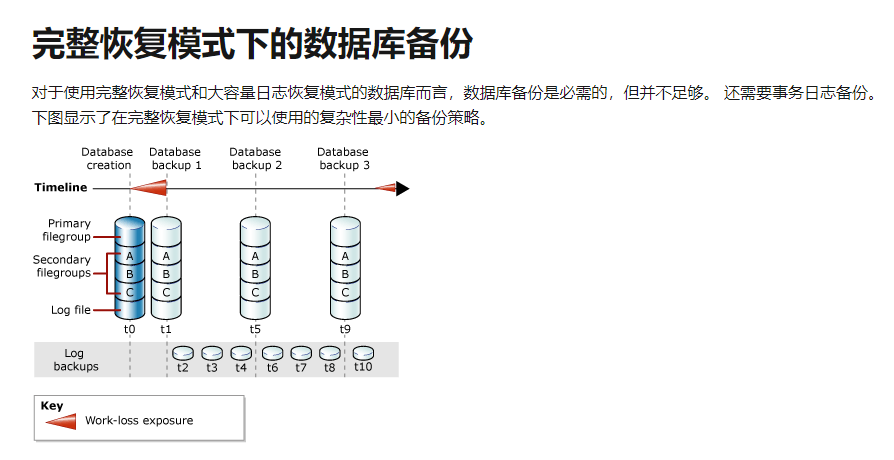 完整恢复模式下的数据库备份
对于使用完整恢复模式和大容量日志恢复模式的数据库而言，数据库备份是必需的，但并不足够。 还需要事务日志备份。
下图显示了在完整恢复模式下可以使用的复杂性最小的备份策略。
Database creation
Database backup 1
Database backup 2
Database backup 3
Timeline
Primary filegroup
Secondary filegroups
Log file
A
B
C
A
B
C
A
B
C
A
B
C
t0
t1
t5
t9
Log backups
t2
t3
t4
t6
t7
t8
t10
Key
Work-loss exposure